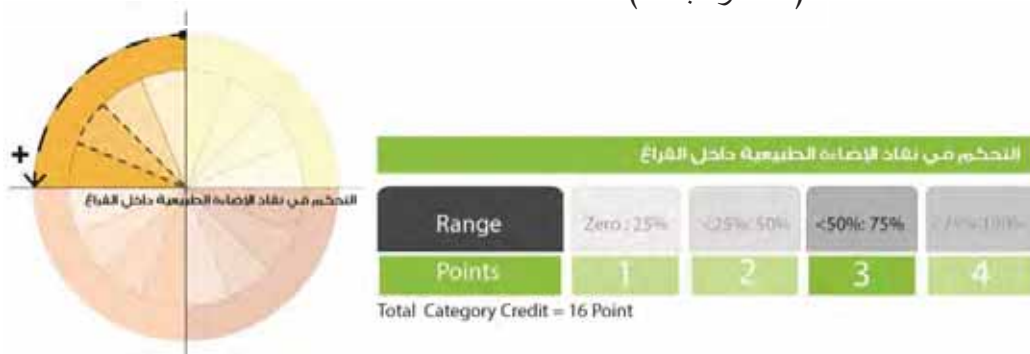 +
التحكم في نفاذ الإضاءة الطبيعية داخل الفراغ
التحكم في نفاذ الإضاءة الطبيعية داخل الفراغ
Range Zero : 25% <25%: 50% <50%: 75%
Points 1 2 3 4
Total Category Credit = 16 Point